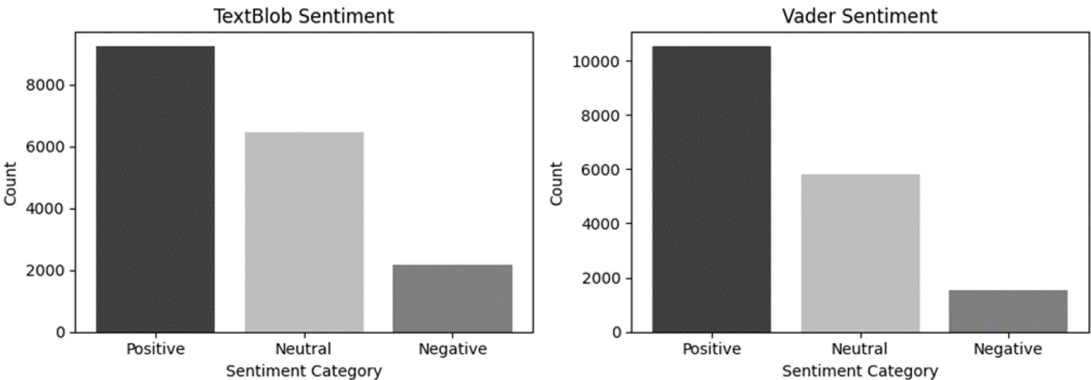 TextBlob Sentiment
8000
6000
4000
2000
0
Count
Positive Neutral Negative
Sentiment Category
Vader Sentiment
10000
8000
6000
4000
2000
0
Count
Positive Neutral Negative
Sentiment Category